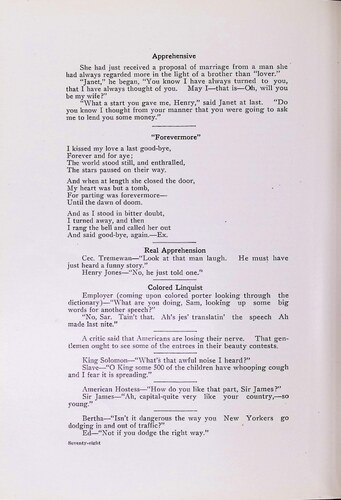 Apprehensive
She had just received a proposal of marriage from a man she
had always regarded more in the light of a brother than "lover."
"Janet," he began, "You know I have always turned to you,
that I have always thought of you. May I—that is—Oh, will you
be my wife?"
"What a start you gave me, Henry," said Janet at last. "Do
you know I thought from your manner that you were going to ask
me to lend you some money."
"Forevermore"
I kissed my love a last good-bye,
Forever and for aye;
The world stood still, and enthralled,
The stars paused on their way.
And when at length she closed the door,
My heart was but a tomb,
For parting was forevermore—
Until the dawn of doom.
And as I stood in bitter doubt,
I turned away, and then
I rang the bell and called her out
And said good-bye, again.—Ex.
Real Apprehension
Cec. Tremewan—"Look at that man laugh. He must have
just heard a funny story."
Henry Jones—"No, he just told one."
Colored Linquist
Employer (coming upon colored porter looking through the
dictionary)—"What are you doing, Sam, looking up some big
words for another speech?"
"No, Sar. Tain't that. Ah's jes' translatin' the speech Ah
made last nite."
A critic said that Americans are losing their nerve. That gen-
tlemen ought to see some of the entrees in their beauty contests.
King Solomon—"What's that awful noise I heard?"
Slave—"O King some 500 of the children have whooping cough
and I fear it is spreading."
American Hostess—"How do you like that part, Sir James?"
Sir James—"Ah, capital-quite very like your country,—so
young."
Bertha—"Isn't it dangerous the way you New Yorkers go
dodging in and out of traffic?"
Ed—"Not if you dodge the right way."
Seventy-eight